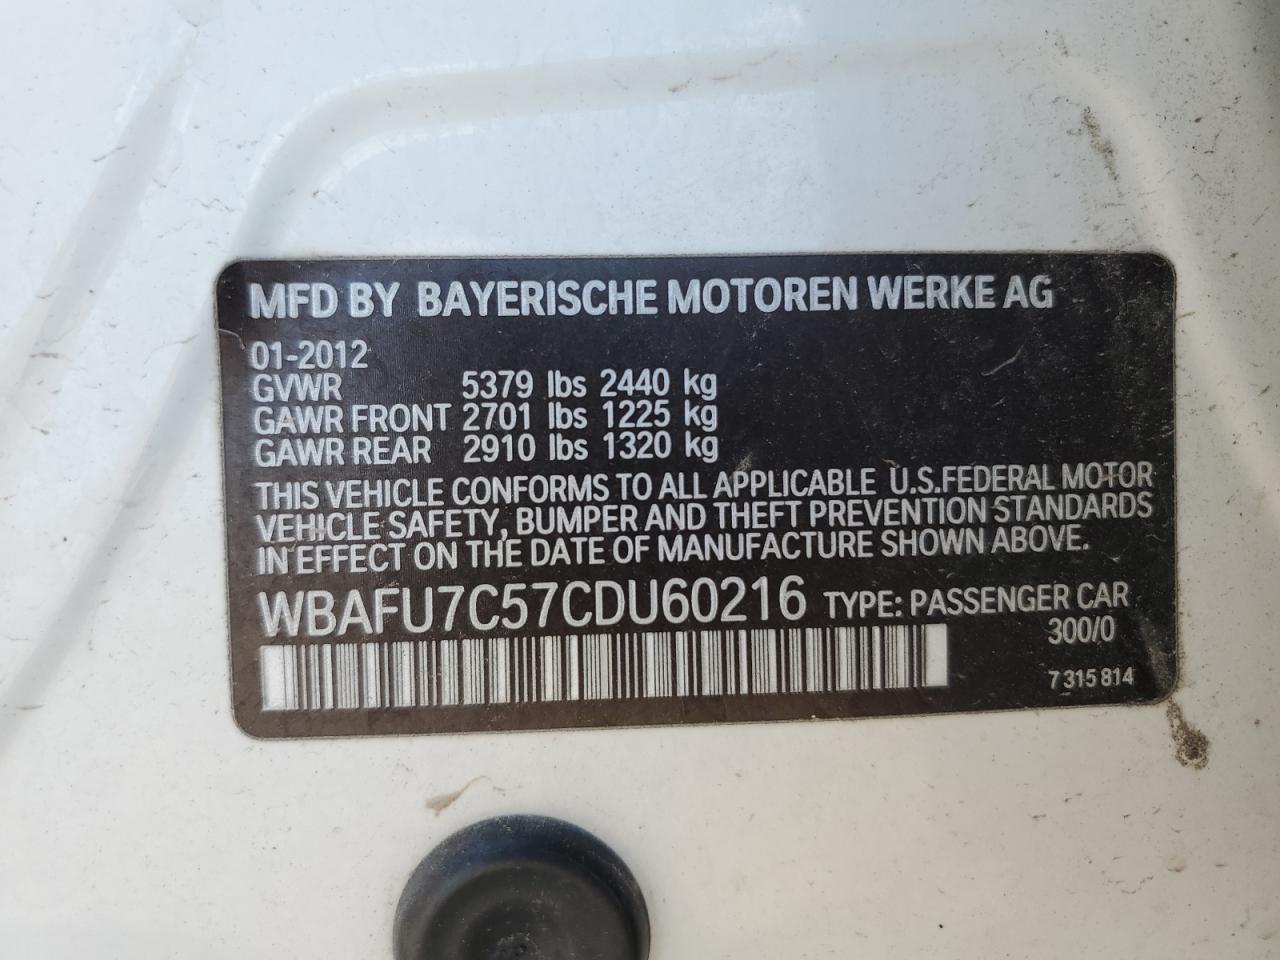 MFD BY BAYERISCHE MOTOREN WERKE AG
01-2012
GVWR 5379 lbs 2440 kg
GAWR FRONT 2701 lbs 1225 kg
GAWR REAR 2910 lbs 1320 kg
THIS VEHICLE CONFORMS TO ALL APPLICABLE U.S.FEDERAL MOTOR
VEHICLE SAFETY, BUMPER AND THEFT PREVENTION STANDARDS
IN EFFECT ON THE DATE OF MANUFACTURE SHOWN ABOVE.
WBAFU7C57CDU60216 TYPE: PASSENGER CAR
300/0
7 315 814